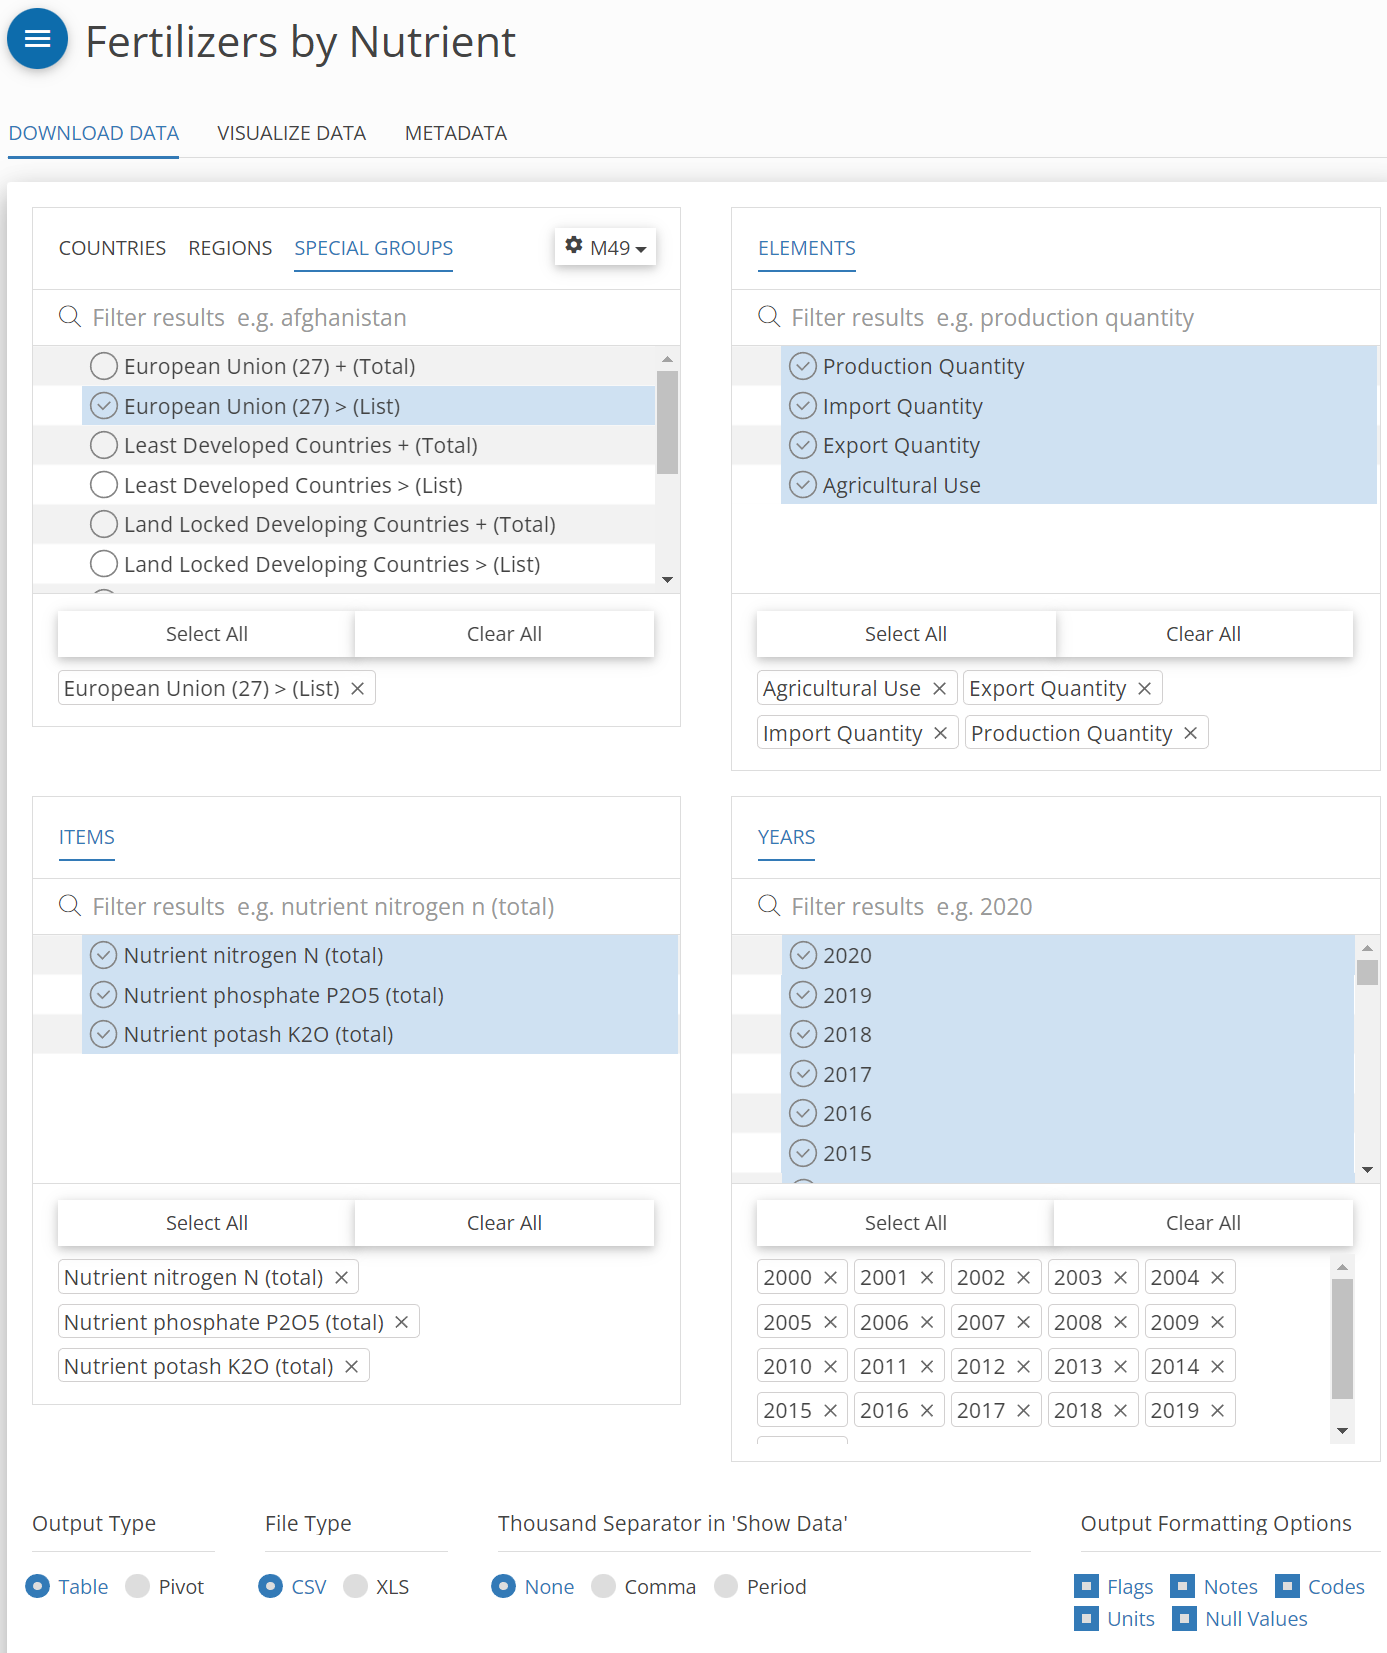 Fertilizers by Nutrient
DOWNLOAD DATA VISUALIZE DATA METADATA
COUNTRIES REGIONS SPECIAL GROUPS M49
Filter results e.g. afghanistan
European Union (27) + (Total)
European Union (27) > (List)
Least Developed Countries + (Total)
Least Developed Countries > (List)
Land Locked Developing Countries + (Total)
Land Locked Developing Countries > (List)
Select All Clear All
European Union (27) > (List) ×
ELEMENTS
Filter results e.g. production quantity
Production Quantity
Import Quantity
Export Quantity
Agricultural Use
Select All Clear All
Agricultural Use × Export Quantity ×
Import Quantity × Production Quantity ×
ITEMS
Filter results e.g. nutrient nitrogen n (total)
Nutrient nitrogen N (total)
Nutrient phosphate P2O5 (total)
Nutrient potash K2O (total)
Select All Clear All
Nutrient nitrogen N (total) ×
Nutrient phosphate P2O5 (total) ×
Nutrient potash K2O (total) ×
YEARS
Filter results e.g. 2020
2020
2019
2018
2017
2016
2015
Select All Clear All
2000 × 2001 × 2002 × 2003 × 2004 ×
2005 × 2006 × 2007 × 2008 × 2009 ×
2010 × 2011 × 2012 × 2013 × 2014 ×
2015 × 2016 × 2017 × 2018 × 2019 ×
Output Type File Type Thousand Separator in 'Show Data' Output Formatting Options
Table Pivot CSV XLS None Comma Period Flags Notes Codes
Units Null Values